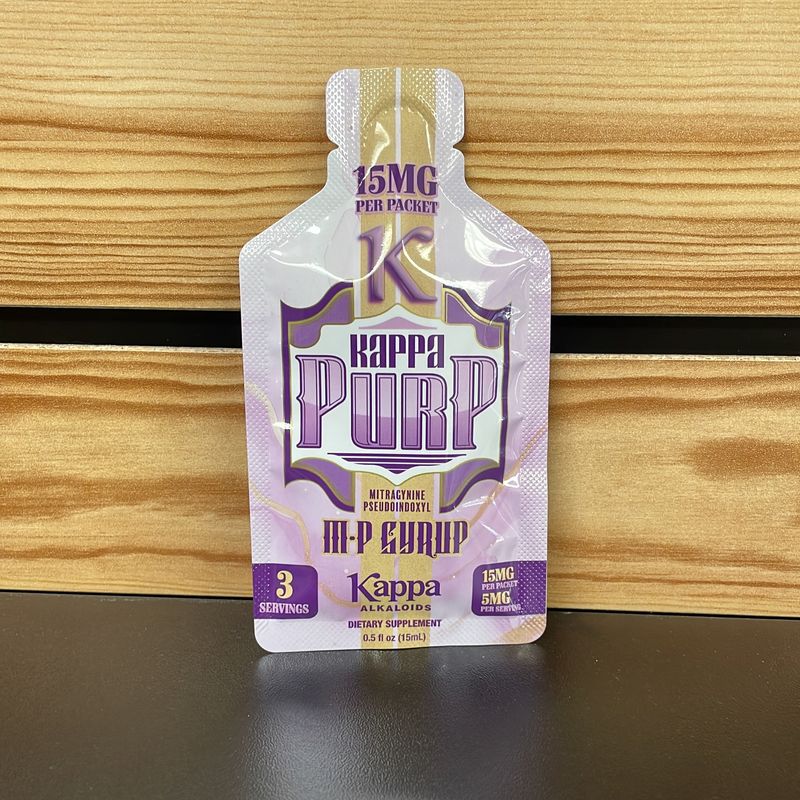 15MG
PER PACKET
K
KAPPA
PURP
MITRAGYNINE
PSEUDOINDOXYL
M·P SYRUP
3
SERVINGS
Kappa
ALKALOIDS
15MG
PER PACKET
5MG
PER SERVING
DIETARY SUPPLEMENT
0.5 fl oz (15mL)